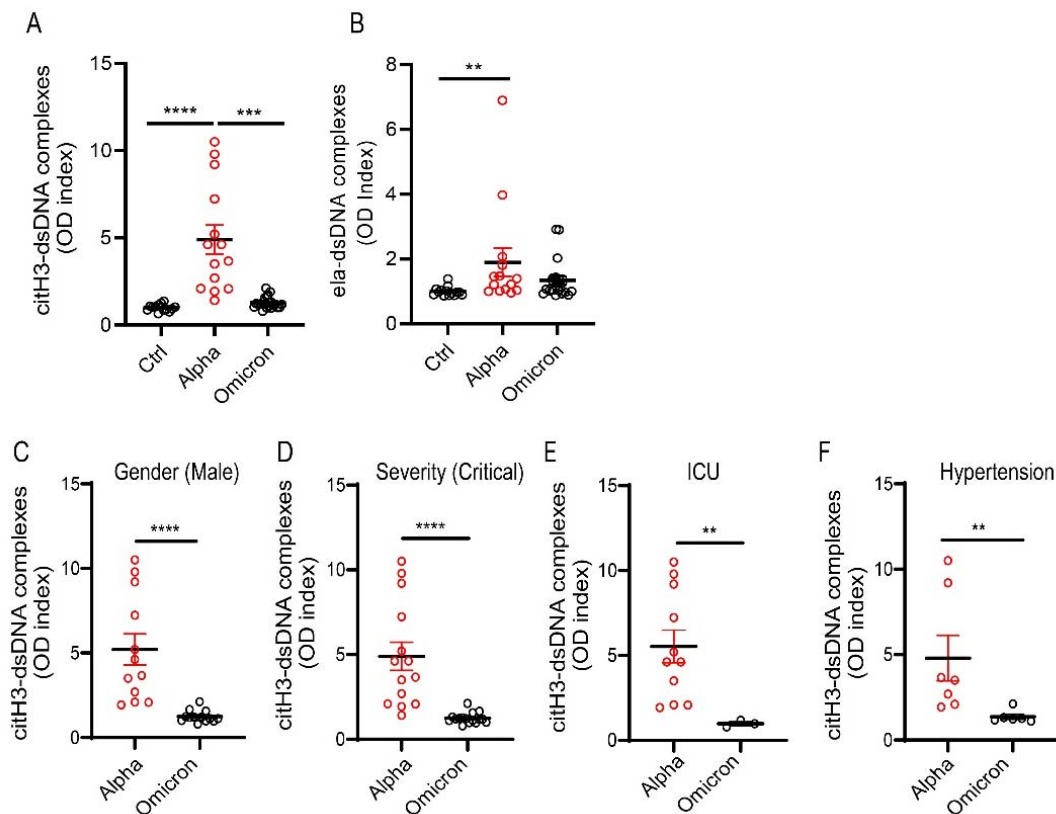 A
citH3-dsDNA complexes
(OD index)
15
10
5
0
****
***
Ctrl
Alpha
Omicron
B
ela-dsDNA complexes
(OD Index)
8
6
4
2
0
**
Ctrl
Alpha
Omicron
C
Gender (Male)
citH3-dsDNA complexes
(OD index)
15
10
5
0
****
Alpha
Omicron
D
Severity (Critical)
citH3-dsDNA complexes
(OD index)
15
10
5
0
****
Alpha
Omicron
E
ICU
citH3-dsDNA complexes
(OD index)
15
10
5
0
**
Alpha
Omicron
F
Hypertension
citH3-dsDNA complexes
(OD index)
15
10
5
0
**
Alpha
Omicron